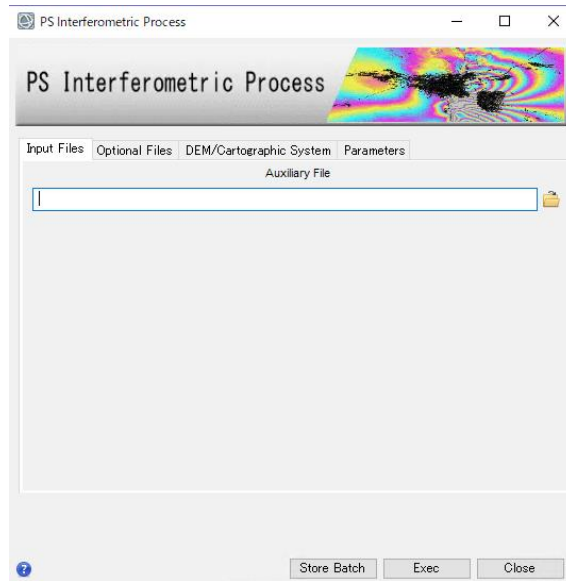 PS Interferometric Process
PS Interferometric Process
Input Files Optional Files DEM/Cartographic System Parameters
Auxiliary File
Store Batch Exec Close